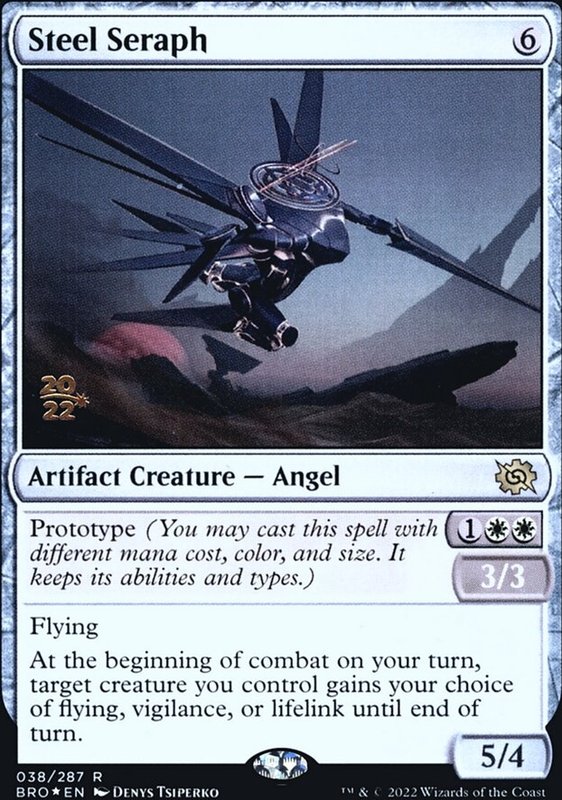 Steel Seraph 6
20
22
Artifact Creature — Angel
Prototype (You may cast this spell with 1
different mana cost, color, and size. It
keeps its abilities and types.) 3/3
Flying
At the beginning of combat on your turn,
target creature you control gains your choice
of flying, vigilance, or lifelink until end of
turn.
5/4
038/287 R
BRO★EN DENYS TSIPERKO ™ & © 2022 Wizards of the Coast